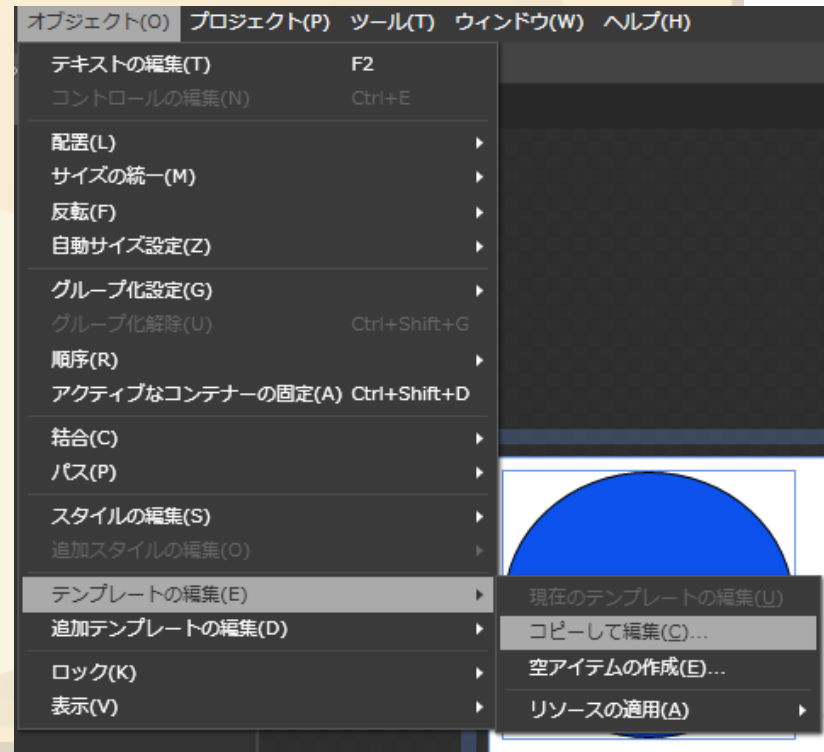 オブジェクト(O) プロジェクト(P) ツール(T) ウィンドウ(W) ヘルプ(H)
テキストの編集(T) F2
コントロールの編集(N) Ctrl+E
配置(L)
サイズの統一(M)
反転(F)
自動サイズ設定(Z)
グループ化設定(G)
グループ化解除(U) Ctrl+Shift+G
順序(R)
アクティブなコンテナーの固定(A) Ctrl+Shift+D
結合(C)
パス(P)
スタイルの編集(S)
追加スタイルの編集(O)
テンプレートの編集(E)
追加テンプレートの編集(D)
ロック(K)
表示(V)
現在のテンプレートの編集(U)
コピーして編集(C)...
空アイテムの作成(E)...
リソースの適用(A)